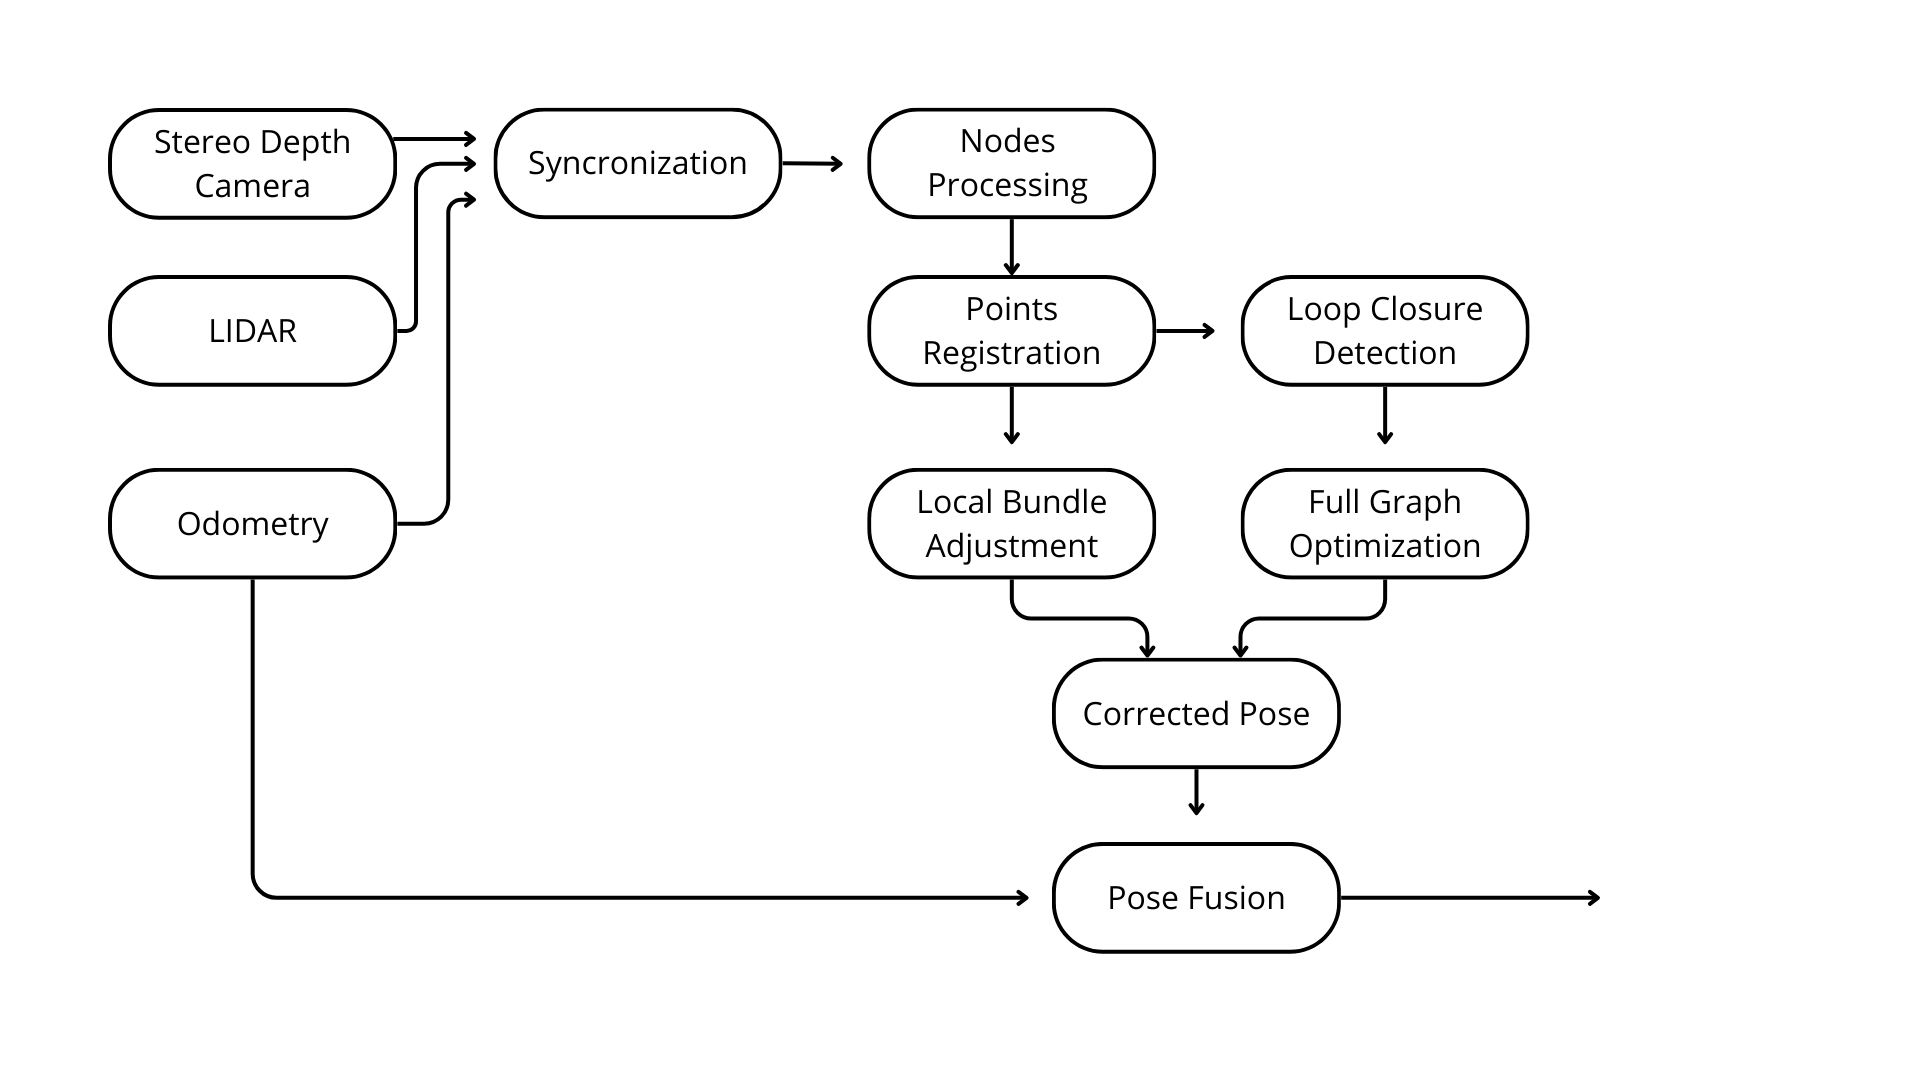 Stereo Depth
Camera
Syncronization
Nodes
Processing
LIDAR
Points
Registration
Loop Closure
Detection
Odometry
Local Bundle
Adjustment
Full Graph
Optimization
Corrected Pose
Pose Fusion